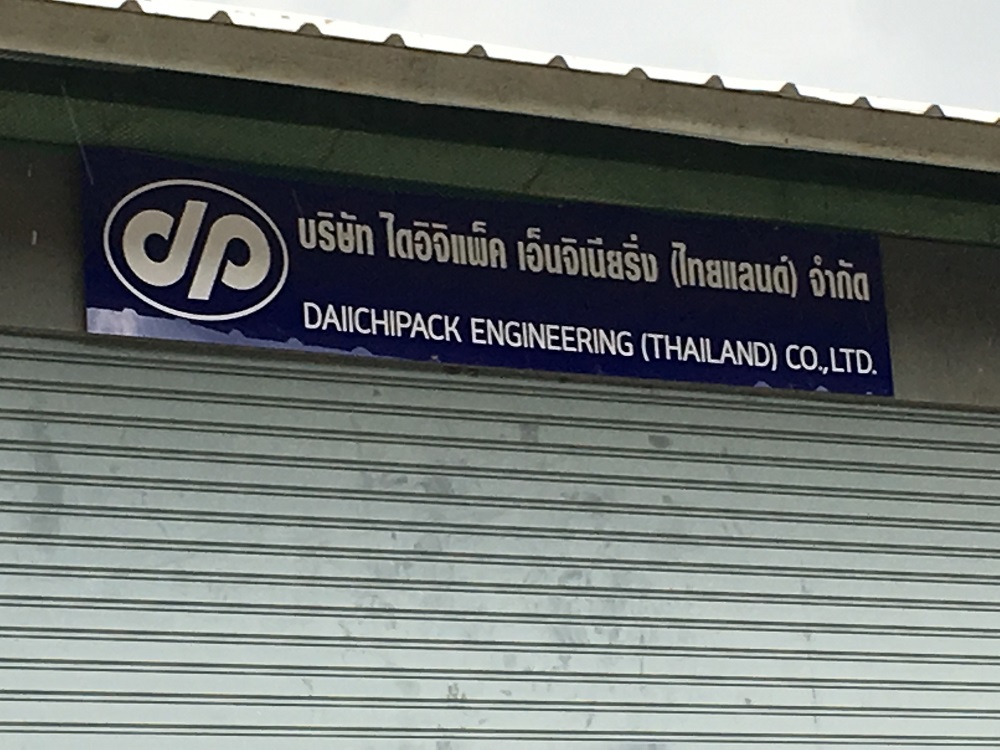 dp
บริษัท ไดอิจิแพ็ค เอ็นจิเนียริ่ง (ไทยแลนด์) จำกัด
DAIICHIPACK ENGINEERING (THAILAND) CO.,LTD.